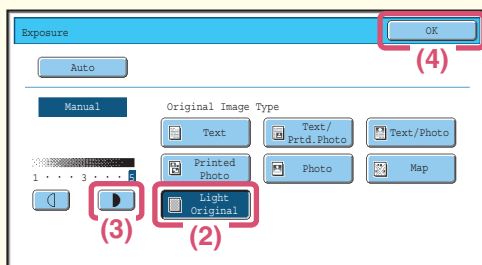 Exposure
OK
(4)
Auto
Manual
Original Image Type
Text
Text/
Prtd.Photo
Text/Photo
Printed
Photo
Photo
Map
1 · · · 3 · · · 5
Light
Original
(3)
(2)